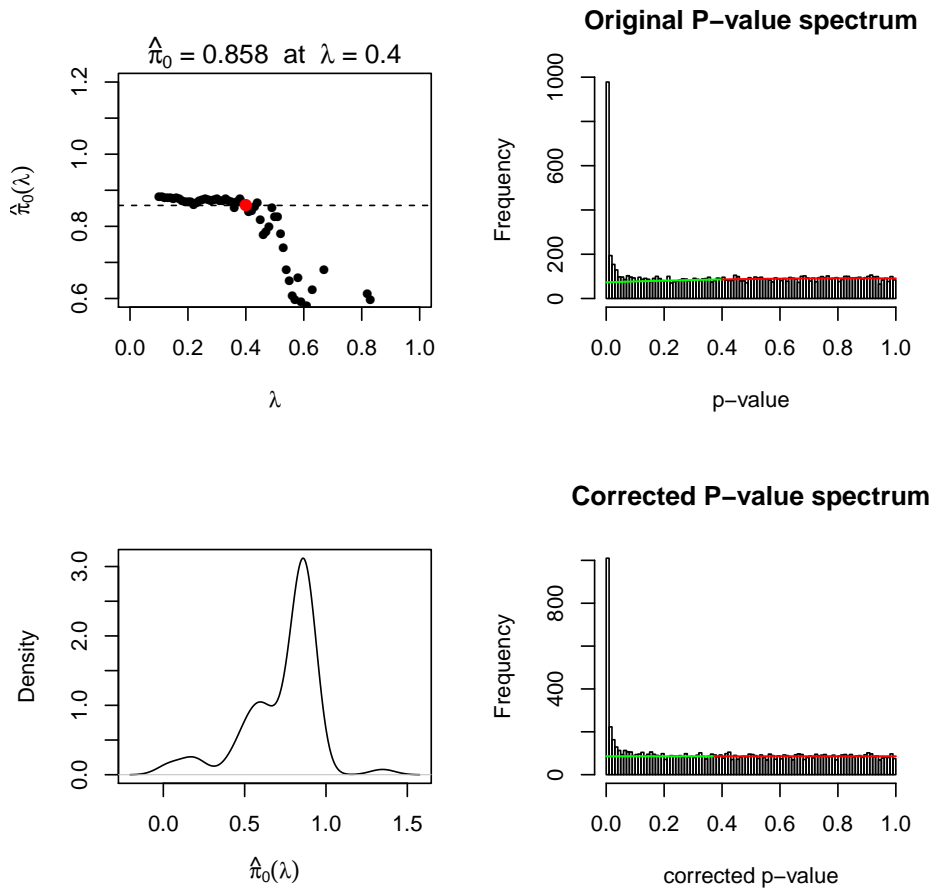 π̂₀ = 0.858 at λ = 0.4
π̂₀(λ)
1.2
1.0
0.8
0.6
0.0 0.2 0.4 0.6 0.8 1.0
λ
Original P−value spectrum
Frequency
1000
600
200
0
0.0 0.2 0.4 0.6 0.8 1.0
p−value
Density
3.0
2.0
1.0
0.0
0.0 0.5 1.0 1.5
π̂₀(λ)
Corrected P−value spectrum
Frequency
800
400
0
0.0 0.2 0.4 0.6 0.8 1.0
corrected p−value